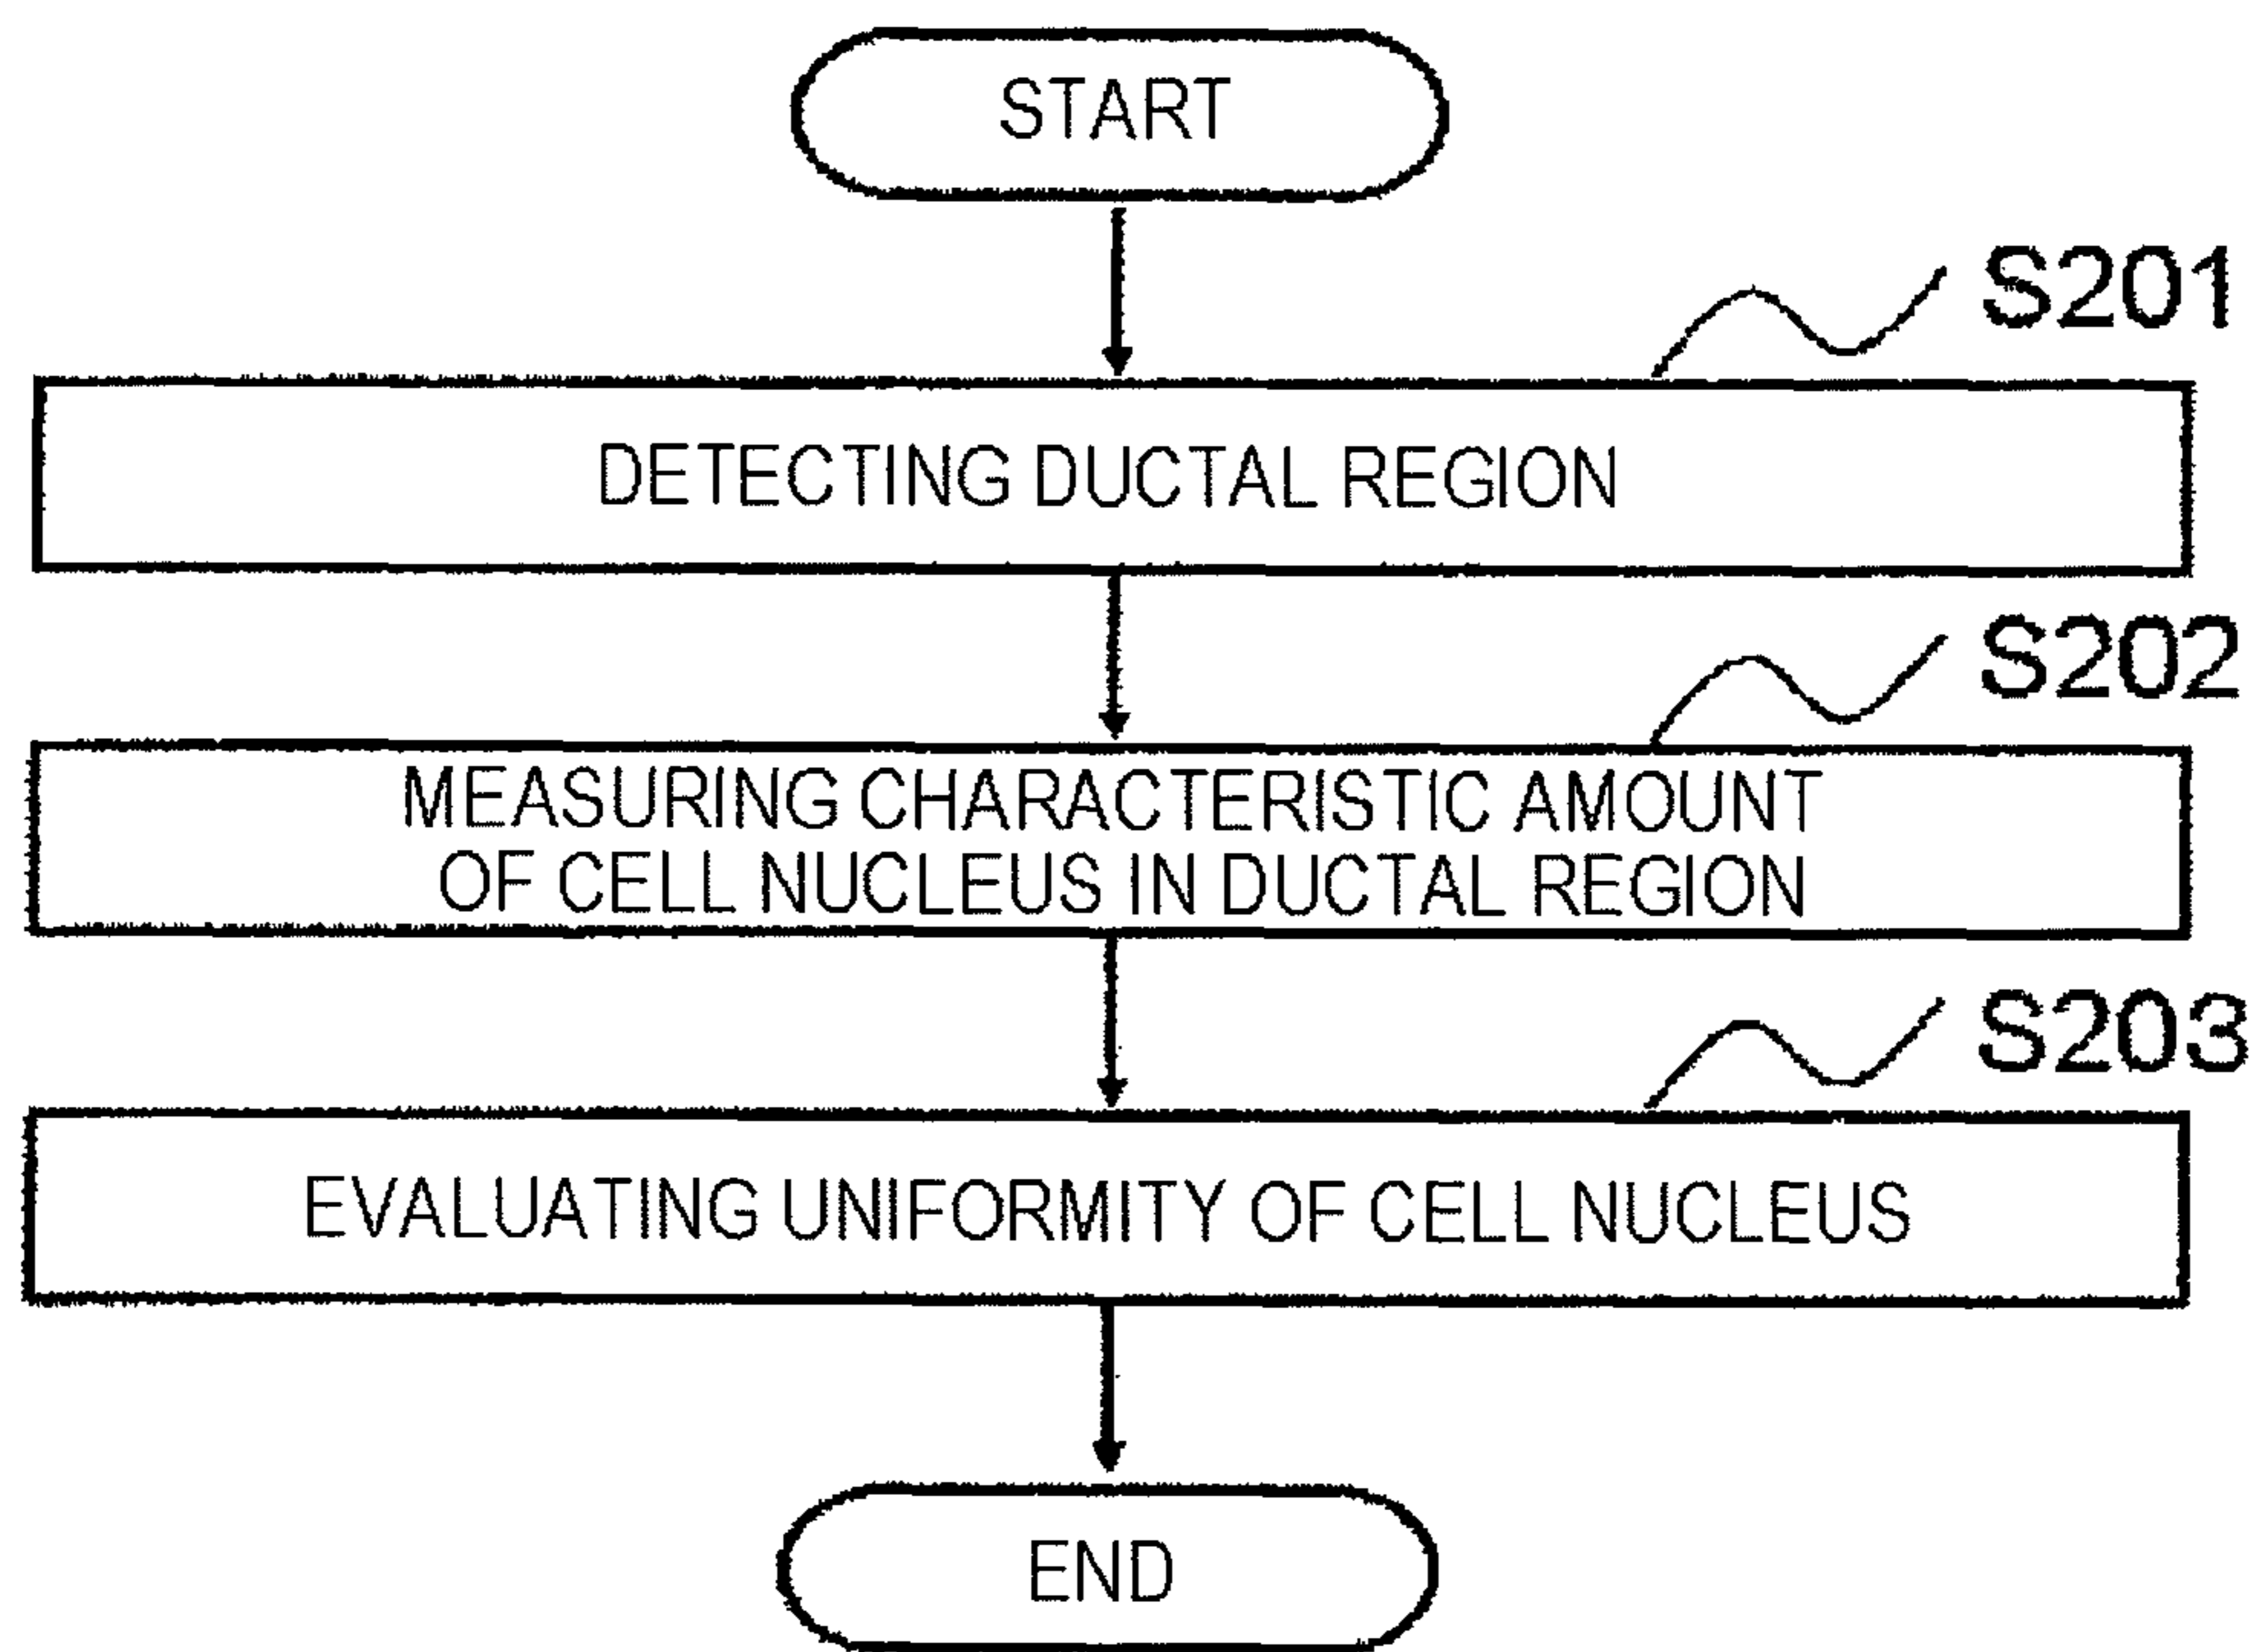 START
S201
DETECTING DUCTAL REGION
S202
MEASURING CHARACTERISTIC AMOUNT
OF CELL NUCLEUS IN DUCTAL REGION
S203
EVALUATING UNIFORMITY OF CELL NUCLEUS
END